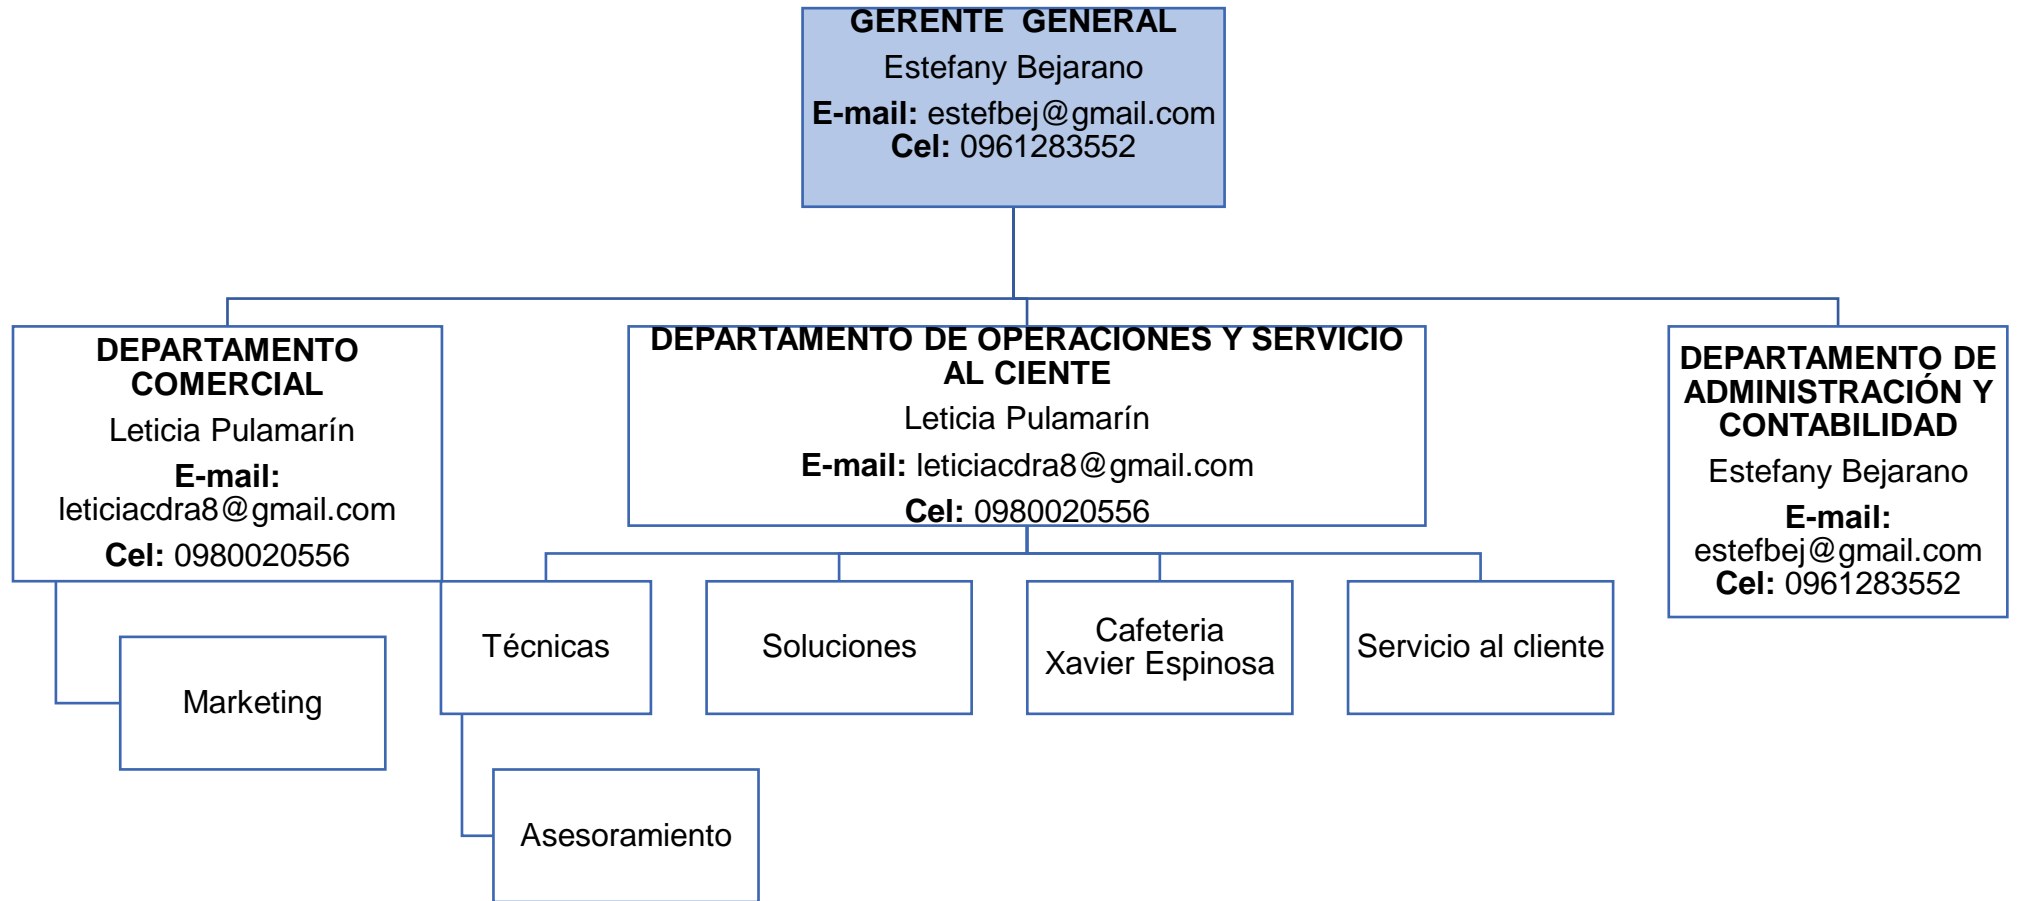 GERENTE  GENERAL
Estefany Bejarano
E-mail: estefbej@gmail.com
Cel: 0961283552
DEPARTAMENTO
COMERCIAL
Leticia Pulamarín
E-mail:
leticiacdra8@gmail.com
Cel: 0980020556
DEPARTAMENTO DE OPERACIONES Y SERVICIO
AL CIENTE
Leticia Pulamarín
E-mail: leticiacdra8@gmail.com
Cel: 0980020556
DEPARTAMENTO DE
ADMINISTRACIÓN Y
CONTABILIDAD
Estefany Bejarano
E-mail:
estefbej@gmail.com
Cel: 0961283552
Marketing
Técnicas
Soluciones
Cafeteria
Xavier Espinosa
Servicio al cliente
Asesoramiento